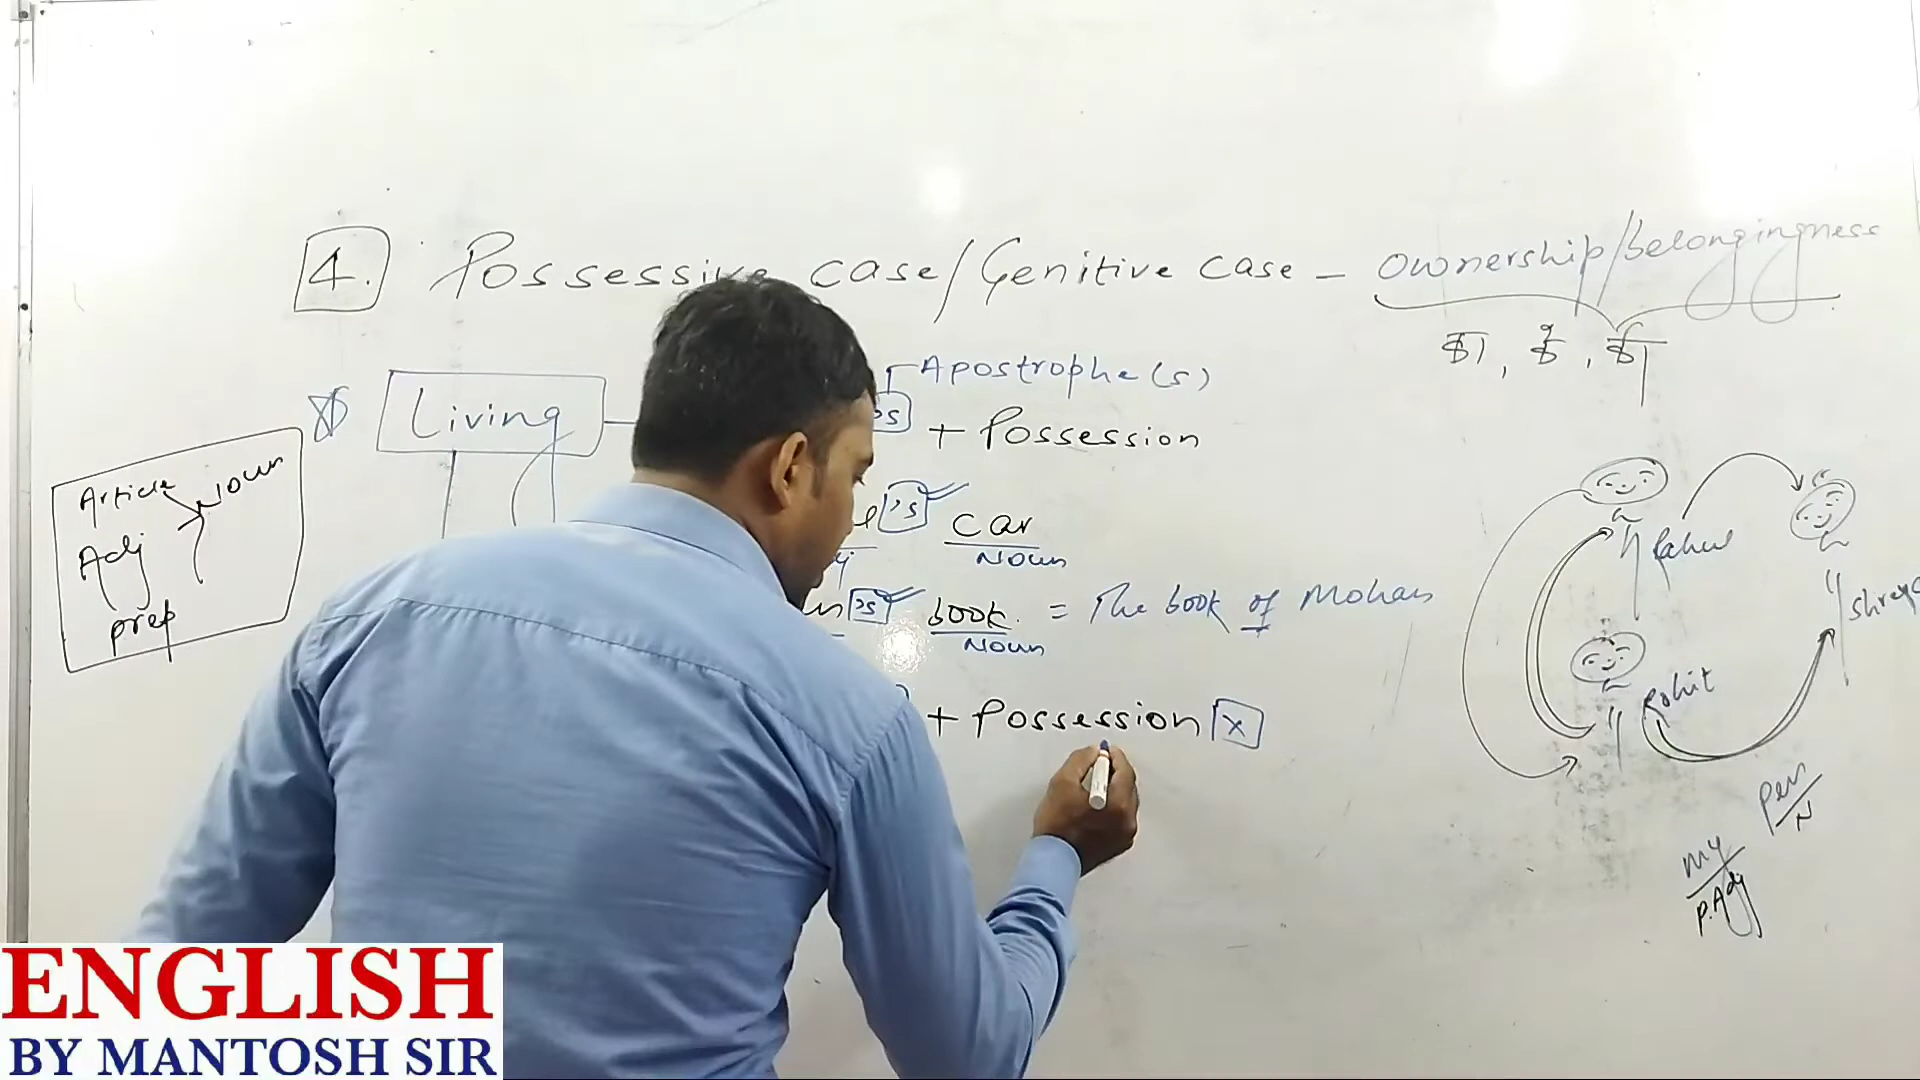 4. Possessive case/Genitive case - ownership/belongingness
का, के, की
Apostrophe(s)
Living 's + Possession
Article Noun
Adj
prep
's car
Noun
's book. = The book of Mohan
Noun
+ Possession x
Rahul
Shreya
Rohit
Pen
N
my
P.Adj
ENGLISH
BY MANTOSH SIR